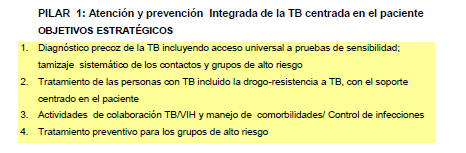 PILAR 1: Atención y prevención Integrada de la TB centrada en el paciente
OBJETIVOS ESTRATÉGICOS
1. Diagnóstico precoz de la TB incluyendo acceso universal a pruebas de sensibilidad;
tamizaje sistemático de los contactos y grupos de alto riesgo
2. Tratamiento de las personas con TB incluido la drogo-resistencia a TB, con el soporte
centrado en el paciente
3. Actividades de colaboración TB/VIH y manejo de comorbilidades/ Control de infecciones
4. Tratamiento preventivo para los grupos de alto riesgo